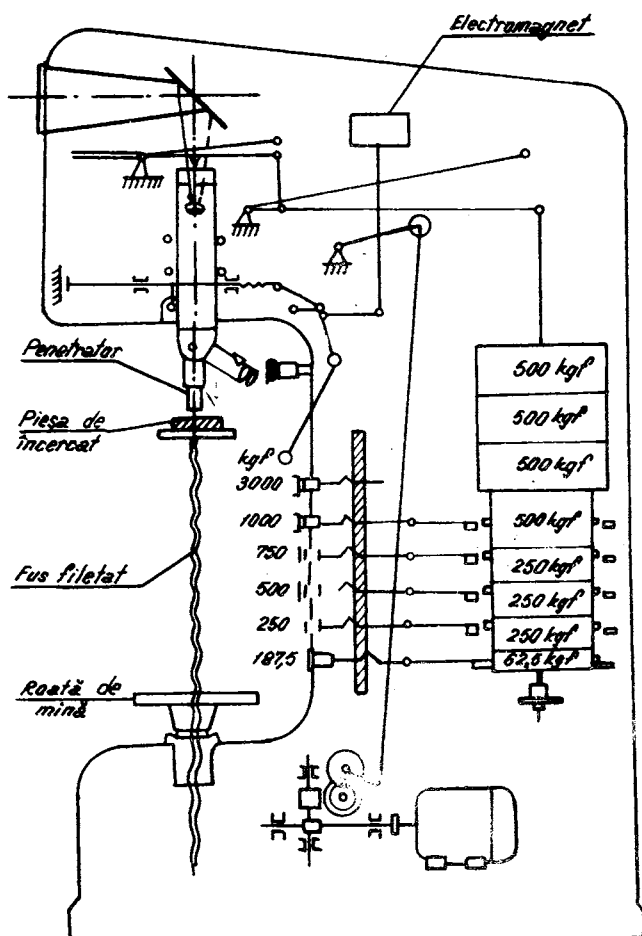 Electromagnet
Penetrator
Piesa de
încercat
Fus filetat
Roată de
mină
kgf
3000
1000
750
500
250
187,5
500 kgf
500 kgf
500 kgf
500 kgf
250 kgf
250 kgf
250 kgf
62,5 kgf